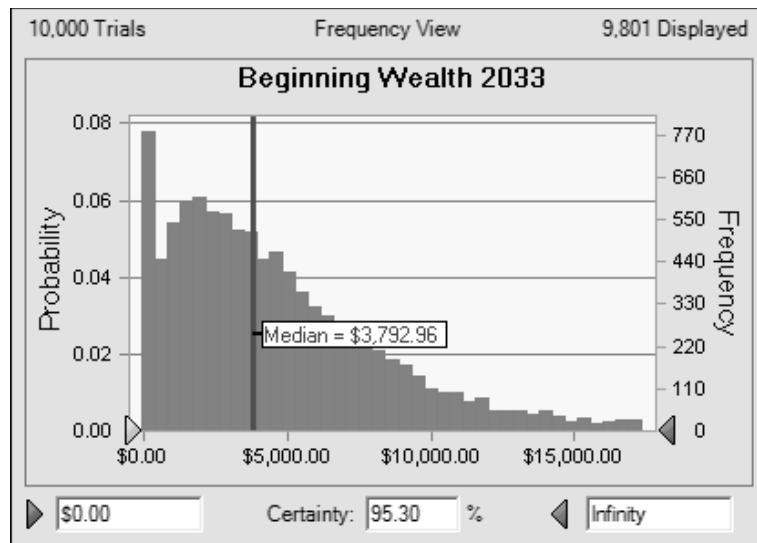 10,000 Trials Frequency View 9,801 Displayed
Beginning Wealth 2033
Probability
0.08
0.06
0.04
0.02
0.00
Median = $3,792.96
770
660
550
440
330
220
110
0
Frequency
$0.00 $5,000.00 $10,000.00 $15,000.00
$0.00 Certainty: 95.30 % Infinity